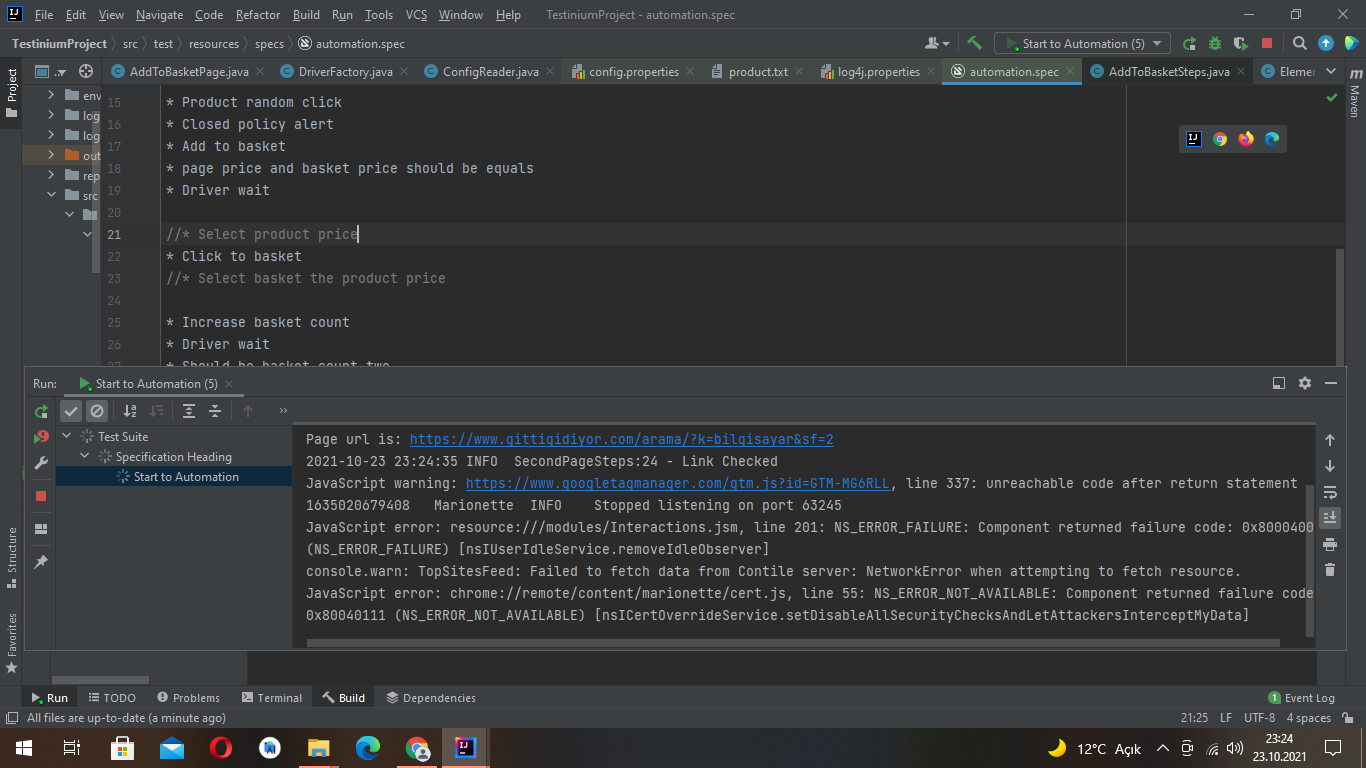 File Edit View Navigate Code Refactor Build Run Tools VCS Window Help TestiniumProject - automation.spec
TestiniumProject src test resources specs automation.spec Start to Automation (5)
Project
AddToBasketPage.java DriverFactory.java ConfigReader.java config.properties product.txt log4j.properties automation.spec AddToBasketSteps.java Elemer
Maven
env
log
log
out
rep
src
15 * Product random click
16 * Closed policy alert
17 * Add to basket
18 * page price and basket price should be equals
19 * Driver wait
20
21 //* Select product price
22 * Click to basket
23 //* Select basket the product price
24
25 * Increase basket count
26 * Driver wait
27 * Should be basket count two
Run: Start to Automation (5)
Test Suite
Specification Heading
Start to Automation
Page url is: https://www.gittigidiyor.com/arama/?k=bilgisayar&sf=2
2021-10-23 23:24:35 INFO SecondPageSteps:24 - Link Checked
JavaScript warning: https://www.googletagmanager.com/gtm.js?id=GTM-MG6RLL, line 337: unreachable code after return statement
1635020679408 Marionette INFO Stopped listening on port 63245
JavaScript error: resource:///modules/Interactions.jsm, line 201: NS_ERROR_FAILURE: Component returned failure code: 0x8000400
(NS_ERROR_FAILURE) [nsIUserIdleService.removeIdleObserver]
console.warn: TopSitesFeed: Failed to fetch data from Contile server: NetworkError when attempting to fetch resource.
JavaScript error: chrome://remote/content/marionette/cert.js, line 55: NS_ERROR_NOT_AVAILABLE: Component returned failure code
0x80040111 (NS_ERROR_NOT_AVAILABLE) [nsICertOverrideService.setDisableAllSecurityChecksAndLetAttackersInterceptMyData]
Structure
Favorites
Run TODO Problems Terminal Build Dependencies 1 Event Log
All files are up-to-date (a minute ago) 21:25 LF UTF-8 4 spaces
12°C Açık 23:24
23.10.2021